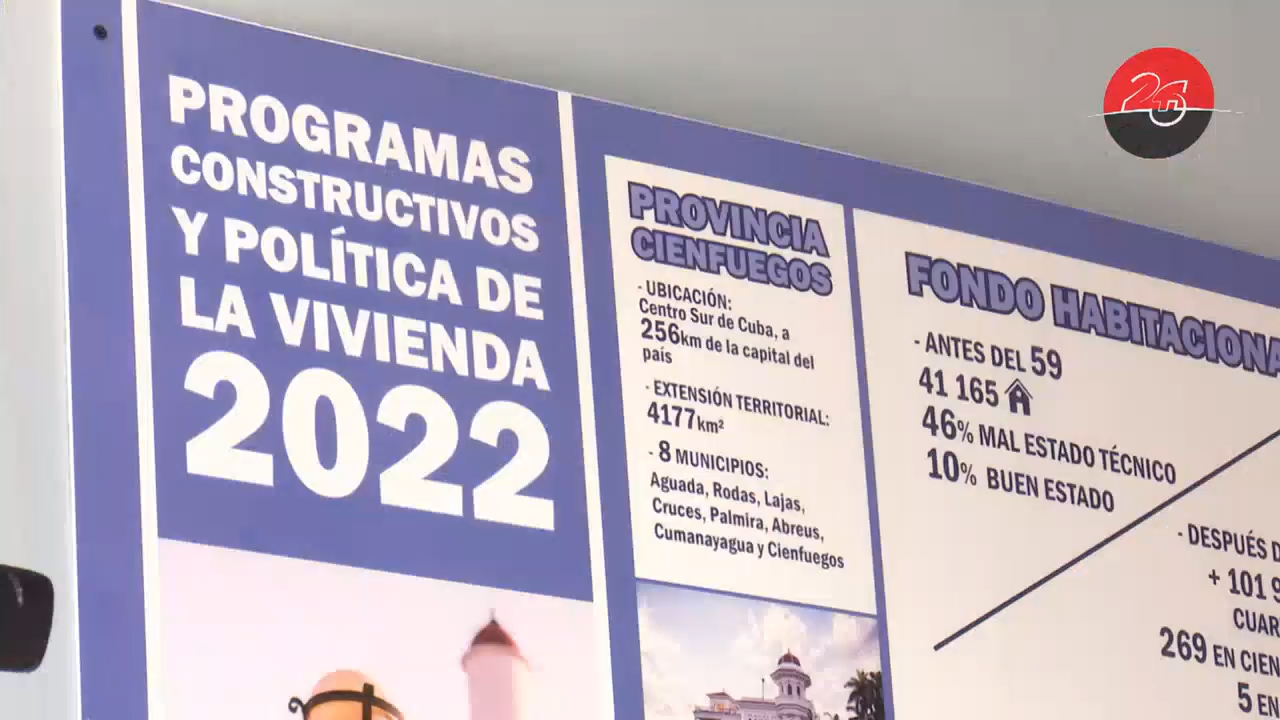 26
PROGRAMAS
CONSTRUCTIVOS
Y POLÍTICA DE
LA VIVIENDA
2022
PROVINCIA
CIENFUEGOS
- UBICACIÓN:
Centro Sur de Cuba, a
256km de la capital del
país
- EXTENSIÓN TERRITORIAL:
4177km²
- 8 MUNICIPIOS:
Aguada, Rodas, Lajas,
Cruces, Palmira, Abreus,
Cumanayagua y Cienfuegos
FONDO HABITACIONA
- ANTES DEL 59
41 165
46% MAL ESTADO TÉCNICO
10% BUEN ESTADO
- DESPUÉS D
+ 101 9
CUAR
269 EN CIEN
5 EN